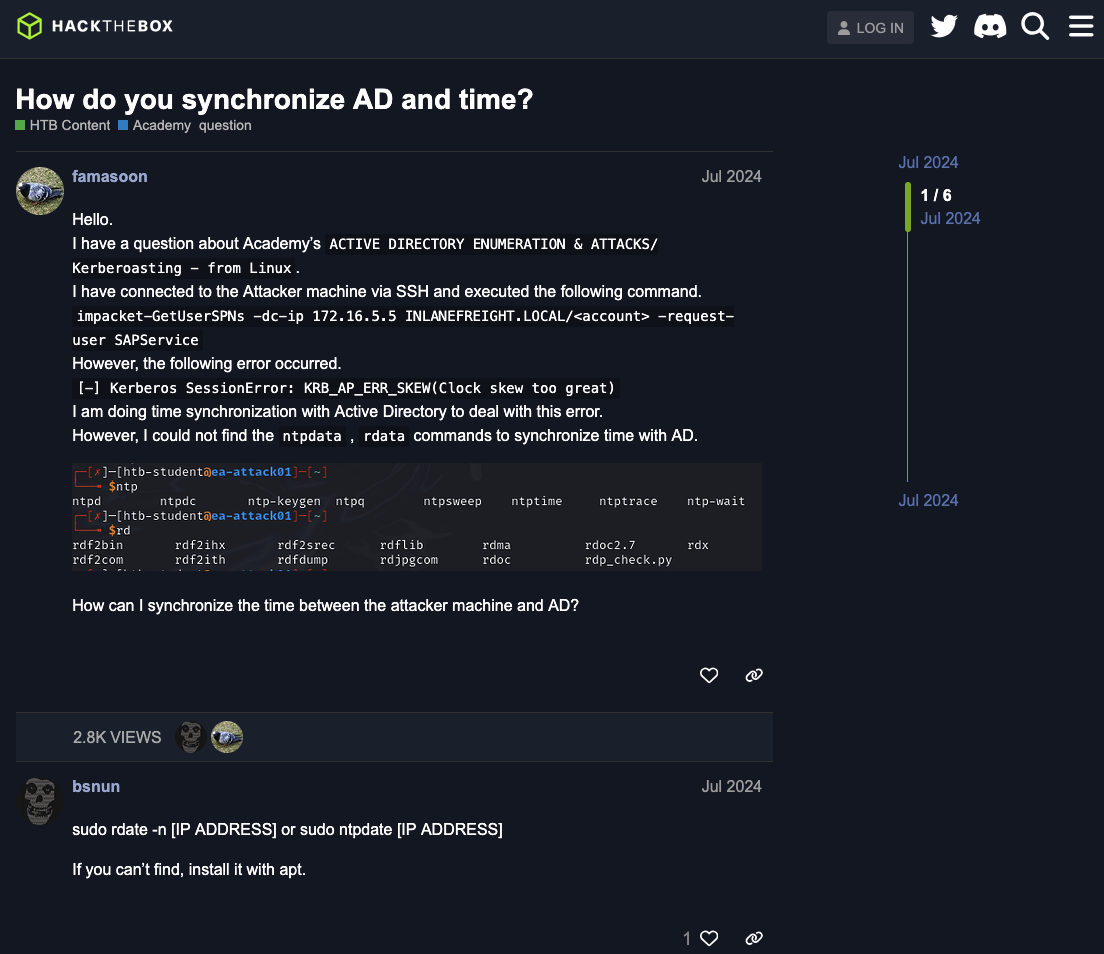 HACKTHEBOX
LOG IN
How do you synchronize AD and time?
HTB Content Academy question
famasoon Jul 2024
Hello.
I have a question about Academy’s ACTIVE DIRECTORY ENUMERATION & ATTACKS/
Kerberoasting - from Linux.
I have connected to the Attacker machine via SSH and executed the following command.
impacket-GetUserSPNs -dc-ip 172.16.5.5 INLANEFREIGHT.LOCAL/<account> -request-
user SAPService
However, the following error occurred.
[-] Kerberos SessionError: KRB_AP_ERR_SKEW(Clock skew too great)
I am doing time synchronization with Active Directory to deal with this error.
However, I could not find the ntpdata , rdata commands to synchronize time with AD.
┌─[✗]─[htb-student@ea-attack01]─[~]
└──╼ $ntp
ntpd ntpdc ntp-keygen ntpq ntpsweep ntptime ntptrace ntp-wait
┌─[✗]─[htb-student@ea-attack01]─[~]
└──╼ $rd
rdf2bin rdf2ihx rdf2srec rdflib rdma rdoc2.7 rdx
rdf2com rdf2ith rdfdump rdjpgcom rdoc rdp_check.py
How can I synchronize the time between the attacker machine and AD?
2.8K VIEWS
bsnun Jul 2024
sudo rdate -n [IP ADDRESS] or sudo ntpdate [IP ADDRESS]
If you can’t find, install it with apt.
1
Jul 2024
1 / 6
Jul 2024
Jul 2024